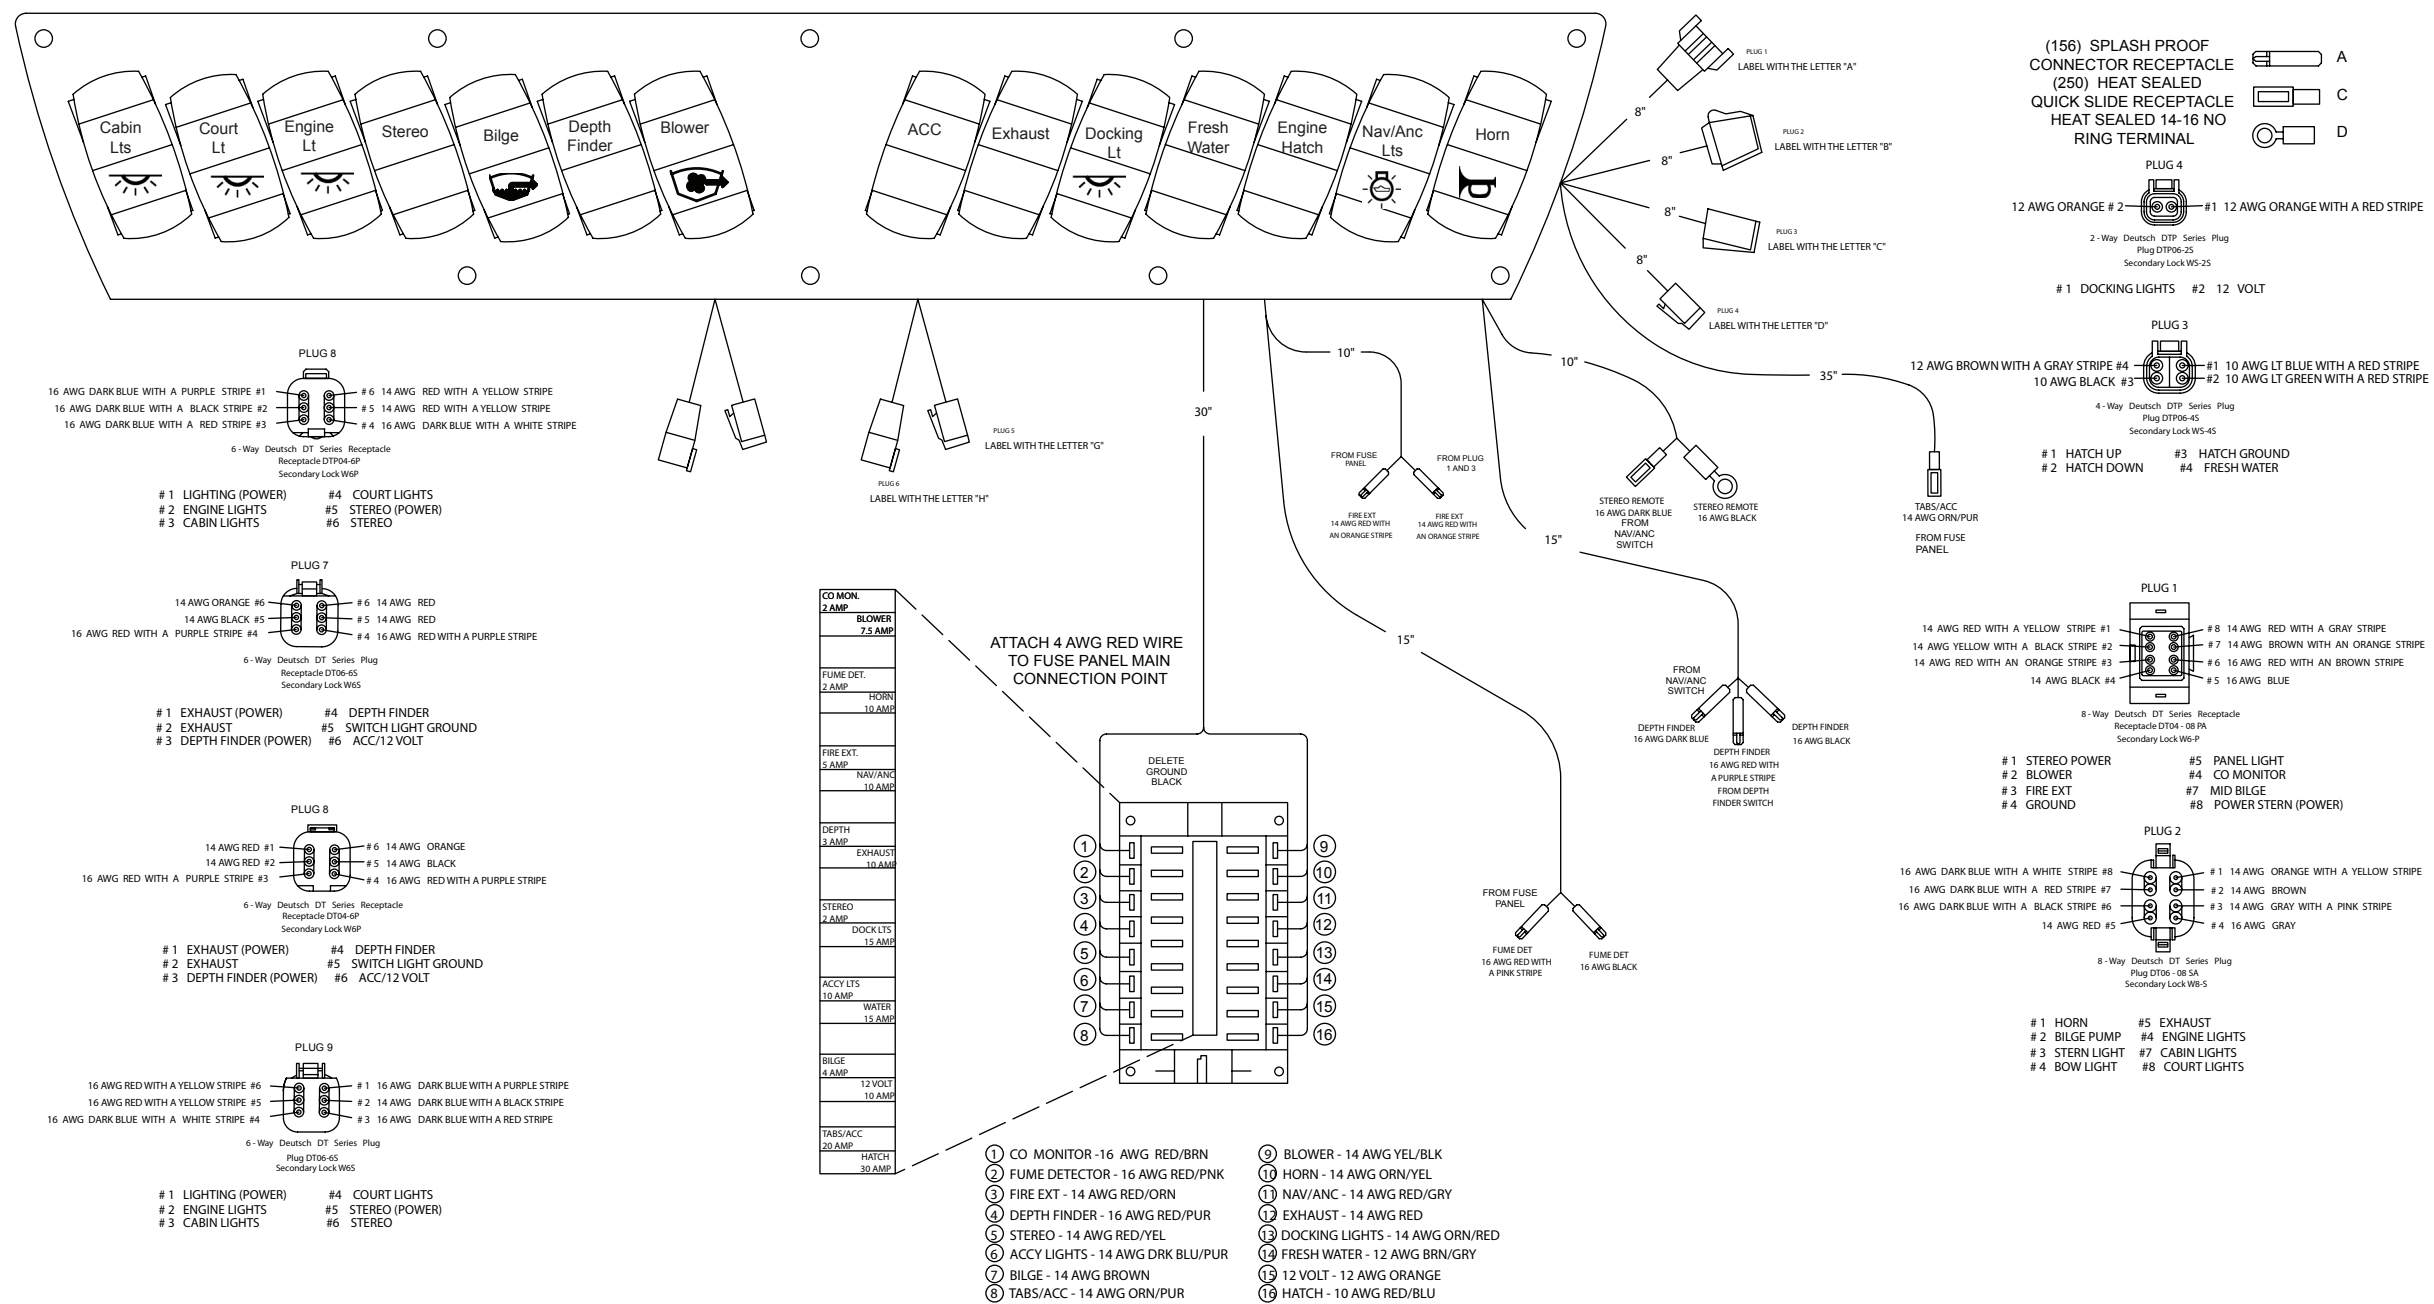 Cabin
Lts
Court
Lt
Engine
Lt
Stereo
Bilge
Depth
Finder
Blower
ACC
Exhaust
Docking
Lt
Fresh
Water
Engine
Hatch
Nav/Anc
Lts
Horn
8"
8"
8"
8"
PLUG 1
LABEL WITH THE LETTER "A"
PLUG 2
LABEL WITH THE LETTER "B"
PLUG 3
LABEL WITH THE LETTER "C"
PLUG 4
LABEL WITH THE LETTER "D"
(156) SPLASH PROOF
CONNECTOR RECEPTACLE
(250) HEAT SEALED
QUICK SLIDE RECEPTACLE
HEAT SEALED 14-16 NO
RING TERMINAL
A
C
D
PLUG 4
12 AWG ORANGE # 2
#1 12 AWG ORANGE WITH A RED STRIPE
2 - Way Deutsch DTP Series Plug
Plug DTP06-2S
Secondary Lock WS-2S
# 1 DOCKING LIGHTS #2 12 VOLT
PLUG 3
12 AWG BROWN WITH A GRAY STRIPE #4
10 AWG BLACK #3
#1 10 AWG LT BLUE WITH A RED STRIPE
#2 10 AWG LT GREEN WITH A RED STRIPE
4 - Way Deutsch DTP Series Plug
Plug DTP06-4S
Secondary Lock WS-4S
# 1 HATCH UP #3 HATCH GROUND
# 2 HATCH DOWN #4 FRESH WATER
PLUG 8
16 AWG DARK BLUE WITH A PURPLE STRIPE #1
16 AWG DARK BLUE WITH A BLACK STRIPE #2
16 AWG DARK BLUE WITH A RED STRIPE #3
# 6 14 AWG RED WITH A YELLOW STRIPE
# 5 14 AWG RED WITH A YELLOW STRIPE
# 4 16 AWG DARK BLUE WITH A WHITE STRIPE
6 - Way Deutsch DT Series Receptacle
Receptacle DTP04-6P
Secondary Lock W6P
# 1 LIGHTING (POWER) #4 COURT LIGHTS
# 2 ENGINE LIGHTS #5 STEREO (POWER)
# 3 CABIN LIGHTS #6 STEREO
PLUG 5
LABEL WITH THE LETTER "G"
PLUG 6
LABEL WITH THE LETTER "H"
30"
10"
10"
35"
15"
15"
FROM FUSE
PANEL
FROM PLUG
1 AND 3
FIRE EXT
14 AWG RED WITH
AN ORANGE STRIPE
FIRE EXT
14 AWG RED WITH
AN ORANGE STRIPE
STEREO REMOTE
16 AWG DARK BLUE
FROM
NAV/ANC
SWITCH
STEREO REMOTE
16 AWG BLACK
TABS/ACC
14 AWG ORN/PUR
FROM FUSE
PANEL
PLUG 7
14 AWG ORANGE #6
14 AWG BLACK #5
16 AWG RED WITH A PURPLE STRIPE #4
# 6 14 AWG RED
# 5 14 AWG RED
# 4 16 AWG RED WITH A PURPLE STRIPE
6 - Way Deutsch DT Series Plug
Receptacle DT06-6S
Secondary Lock W6S
# 1 EXHAUST (POWER) #4 DEPTH FINDER
# 2 EXHAUST #5 SWITCH LIGHT GROUND
# 3 DEPTH FINDER (POWER) #6 ACC/12 VOLT
PLUG 8
14 AWG RED #1
14 AWG RED #2
16 AWG RED WITH A PURPLE STRIPE #3
# 6 14 AWG ORANGE
# 5 14 AWG BLACK
# 4 16 AWG RED WITH A PURPLE STRIPE
6 - Way Deutsch DT Series Receptacle
Receptacle DT04-6P
Secondary Lock W6P
# 1 EXHAUST (POWER) #4 DEPTH FINDER
# 2 EXHAUST #5 SWITCH LIGHT GROUND
# 3 DEPTH FINDER (POWER) #6 ACC/12 VOLT
PLUG 9
16 AWG RED WITH A YELLOW STRIPE #6
16 AWG RED WITH A YELLOW STRIPE #5
16 AWG DARK BLUE WITH A WHITE STRIPE #4
# 1 16 AWG DARK BLUE WITH A PURPLE STRIPE
# 2 14 AWG DARK BLUE WITH A BLACK STRIPE
# 3 16 AWG DARK BLUE WITH A RED STRIPE
6 - Way Deutsch DT Series Plug
Plug DT06-6S
Secondary Lock W6S
# 1 LIGHTING (POWER) #4 COURT LIGHTS
# 2 ENGINE LIGHTS #5 STEREO (POWER)
# 3 CABIN LIGHTS #6 STEREO
CO MON.
2 AMP
BLOWER
7.5 AMP
FUME DET.
2 AMP
HORN
10 AMP
FIRE EXT.
5 AMP
NAV/ANC
10 AMP
DEPTH
3 AMP
EXHAUST
10 AMP
STEREO
2 AMP
DOCK LTS
15 AMP
ACCY LTS
10 AMP
WATER
15 AMP
BILGE
4 AMP
12 VOLT
10 AMP
TABS/ACC
20 AMP
HATCH
30 AMP
ATTACH 4 AWG RED WIRE
TO FUSE PANEL MAIN
CONNECTION POINT
DELETE
GROUND
BLACK
1
2
3
4
5
6
7
8
9
10
11
12
13
14
15
16
FROM
NAV/ANC
SWITCH
DEPTH FINDER
16 AWG DARK BLUE
DEPTH FINDER
16 AWG RED WITH
A PURPLE STRIPE
FROM DEPTH
FINDER SWITCH
DEPTH FINDER
16 AWG BLACK
FROM FUSE
PANEL
FUME DET
16 AWG RED WITH
A PINK STRIPE
FUME DET
16 AWG BLACK
PLUG 1
14 AWG RED WITH A YELLOW STRIPE #1
14 AWG YELLOW WITH A BLACK STRIPE #2
14 AWG RED WITH AN ORANGE STRIPE #3
14 AWG BLACK #4
# 8 14 AWG RED WITH A GRAY STRIPE
# 7 14 AWG BROWN WITH AN ORANGE STRIPE
# 6 16 AWG RED WITH AN BROWN STRIPE
# 5 16 AWG BLUE
8 - Way Deutsch DT Series Receptacle
Receptacle DT04 - 08 PA
Secondary Lock W6-P
# 1 STEREO POWER #5 PANEL LIGHT
# 2 BLOWER #4 CO MONITOR
# 3 FIRE EXT #7 MID BILGE
# 4 GROUND #8 POWER STERN (POWER)
PLUG 2
16 AWG DARK BLUE WITH A WHITE STRIPE #8
16 AWG DARK BLUE WITH A RED STRIPE #7
16 AWG DARK BLUE WITH A BLACK STRIPE #6
14 AWG RED #5
# 1 14 AWG ORANGE WITH A YELLOW STRIPE
# 2 14 AWG BROWN
# 3 14 AWG GRAY WITH A PINK STRIPE
# 4 16 AWG GRAY
8 - Way Deutsch DT Series Plug
Plug DT06 - 08 SA
Secondary Lock W8-S
# 1 HORN #5 EXHAUST
# 2 BILGE PUMP #4 ENGINE LIGHTS
# 3 STERN LIGHT #7 CABIN LIGHTS
# 4 BOW LIGHT #8 COURT LIGHTS
1 CO MONITOR -16 AWG RED/BRN
2 FUME DETECTOR - 16 AWG RED/PNK
3 FIRE EXT - 14 AWG RED/ORN
4 DEPTH FINDER - 16 AWG RED/PUR
5 STEREO - 14 AWG RED/YEL
6 ACCY LIGHTS - 14 AWG DRK BLU/PUR
7 BILGE - 14 AWG BROWN
8 TABS/ACC - 14 AWG ORN/PUR
9 BLOWER - 14 AWG YEL/BLK
10 HORN - 14 AWG ORN/YEL
11 NAV/ANC - 14 AWG RED/GRY
12 EXHAUST - 14 AWG RED
13 DOCKING LIGHTS - 14 AWG ORN/RED
14 FRESH WATER - 12 AWG BRN/GRY
15 12 VOLT - 12 AWG ORANGE
16 HATCH - 10 AWG RED/BLU